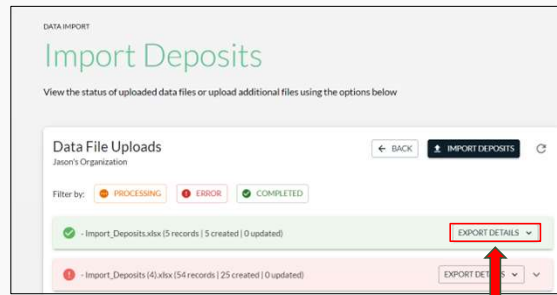 DATA IMPORT
Import Deposits
View the status of uploaded data files or upload additional files using the options below
Data File Uploads
Jason's Organization
← BACK
IMPORT DEPOSITS
Filter by: PROCESSING ERROR COMPLETED
- Import_Deposits.xlsx (5 records | 5 created | 0 updated)
EXPORT DETAILS
- Import_Deposits (4).xlsx (54 records | 25 created | 0 updated)
EXPORT